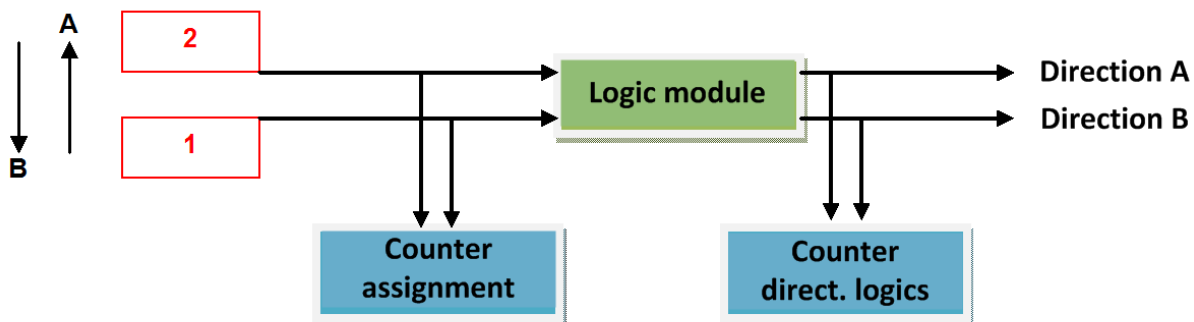 A
2
Logic module
Direction A
Direction B
1
B
Counter
assignment
Counter
direct. logics